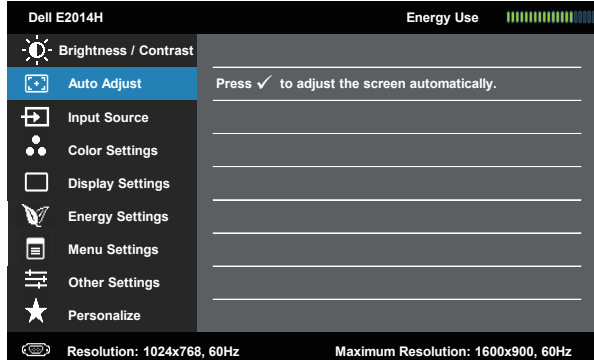 Dell E2014H Energy Use
Brightness / Contrast
Auto Adjust Press ✓ to adjust the screen automatically.
Input Source
Color Settings
Display Settings
Energy Settings
Menu Settings
Other Settings
Personalize
Resolution: 1024x768, 60Hz Maximum Resolution: 1600x900, 60Hz